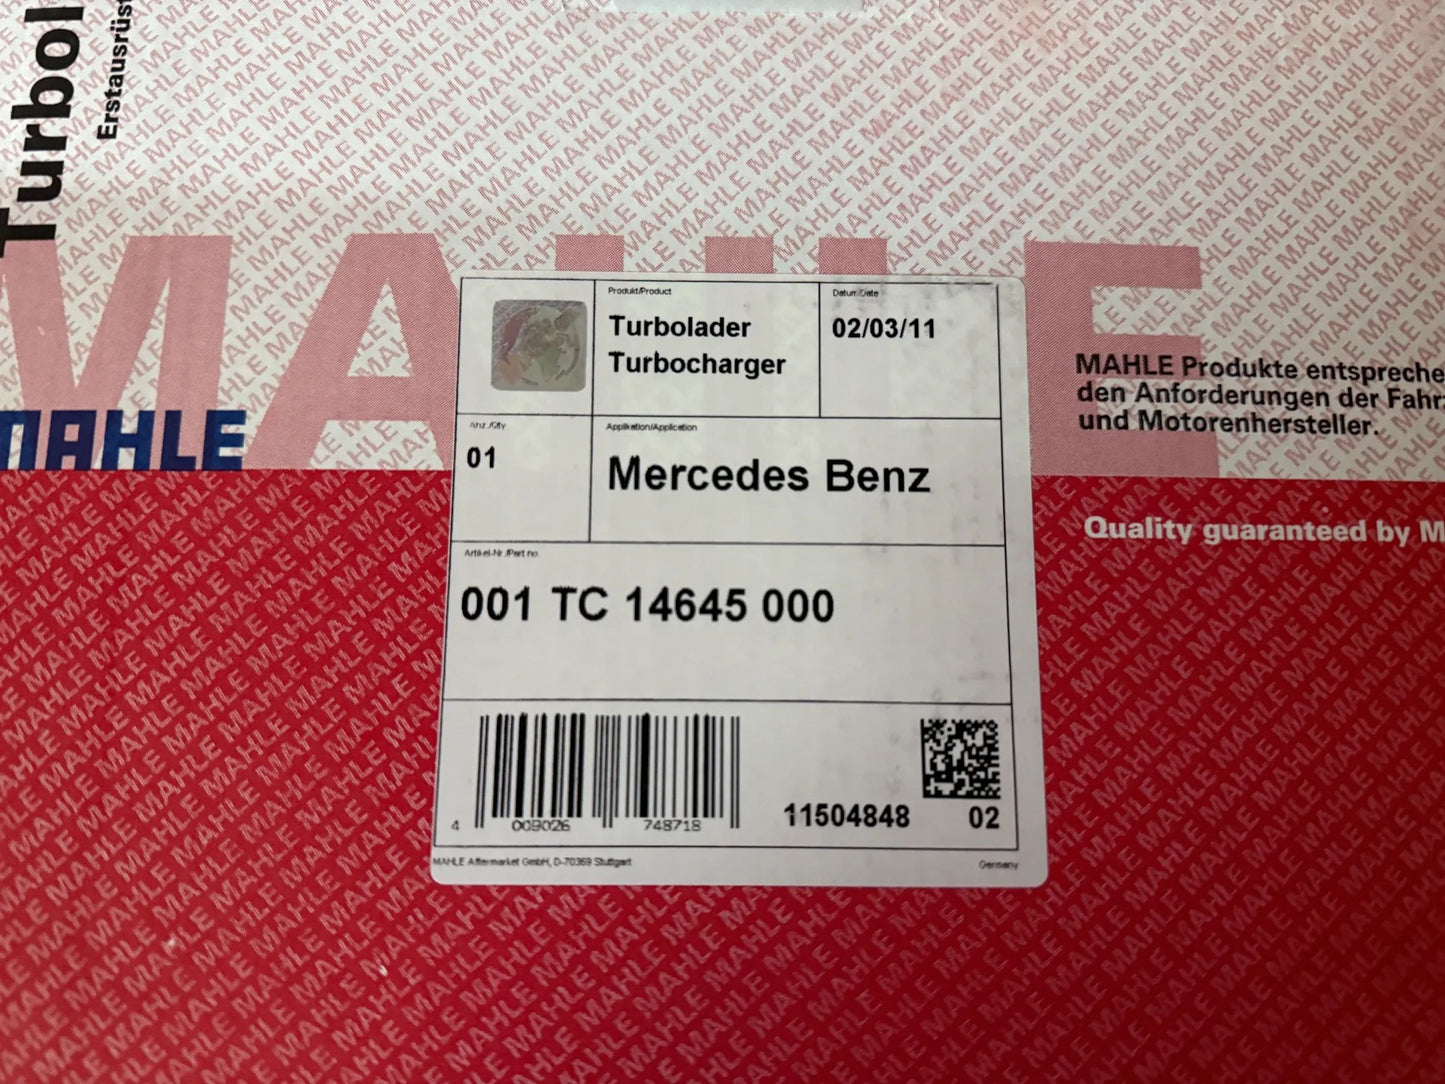 Turbol
Erstausrüs
MAHLE
MAHLE
Produkt/Product
Turbolader
Turbocharger
Datum/Date
02/03/11
Anz./Qty
01
Applikation/Application
Mercedes Benz
Artikel-Nr./Part no.
001 TC 14645 000
4 009026 748718
11504848
02
MAHLE Aftermarket GmbH, D-70369 Stuttgart
Germany
MAHLE Produkte entspreche
den Anforderungen der Fahrz
und Motorenhersteller.
Quality guaranteed by M